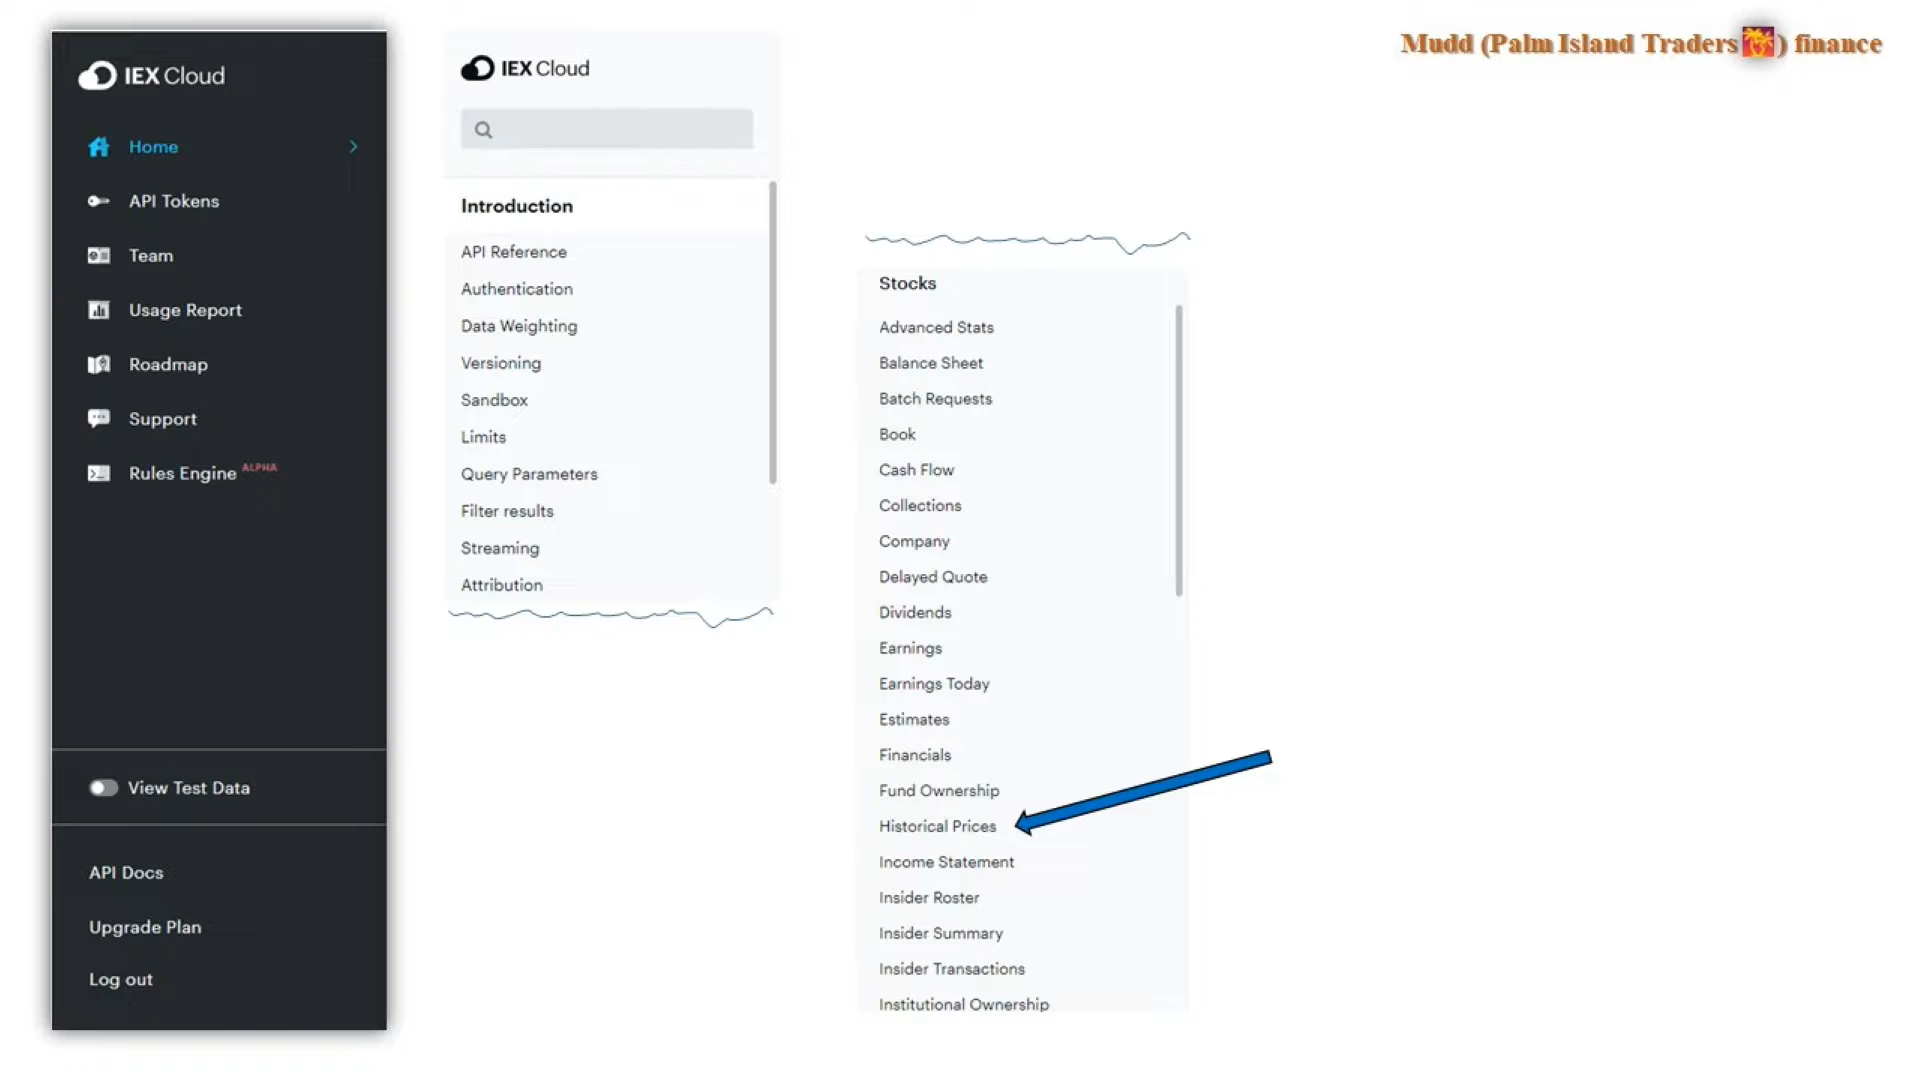 Mudd (Palm Island Traders) finance
IEX Cloud
Home
API Tokens
Team
Usage Report
Roadmap
Support
Rules Engine ALPHA
View Test Data
API Docs
Upgrade Plan
Log out
IEX Cloud
Introduction
API Reference
Authentication
Data Weighting
Versioning
Sandbox
Limits
Query Parameters
Filter results
Streaming
Attribution
Stocks
Advanced Stats
Balance Sheet
Batch Requests
Book
Cash Flow
Collections
Company
Delayed Quote
Dividends
Earnings
Earnings Today
Estimates
Financials
Fund Ownership
Historical Prices
Income Statement
Insider Roster
Insider Summary
Insider Transactions
Institutional Ownership